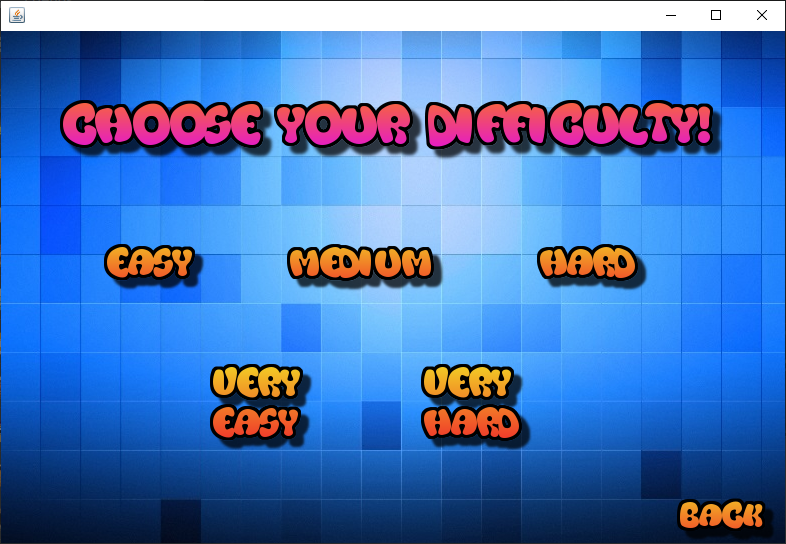 CHOOSE YOUR DIFFICULTY!
EASY
MEDIUM
HARD
VERY
EASY
VERY
HARD
BACK